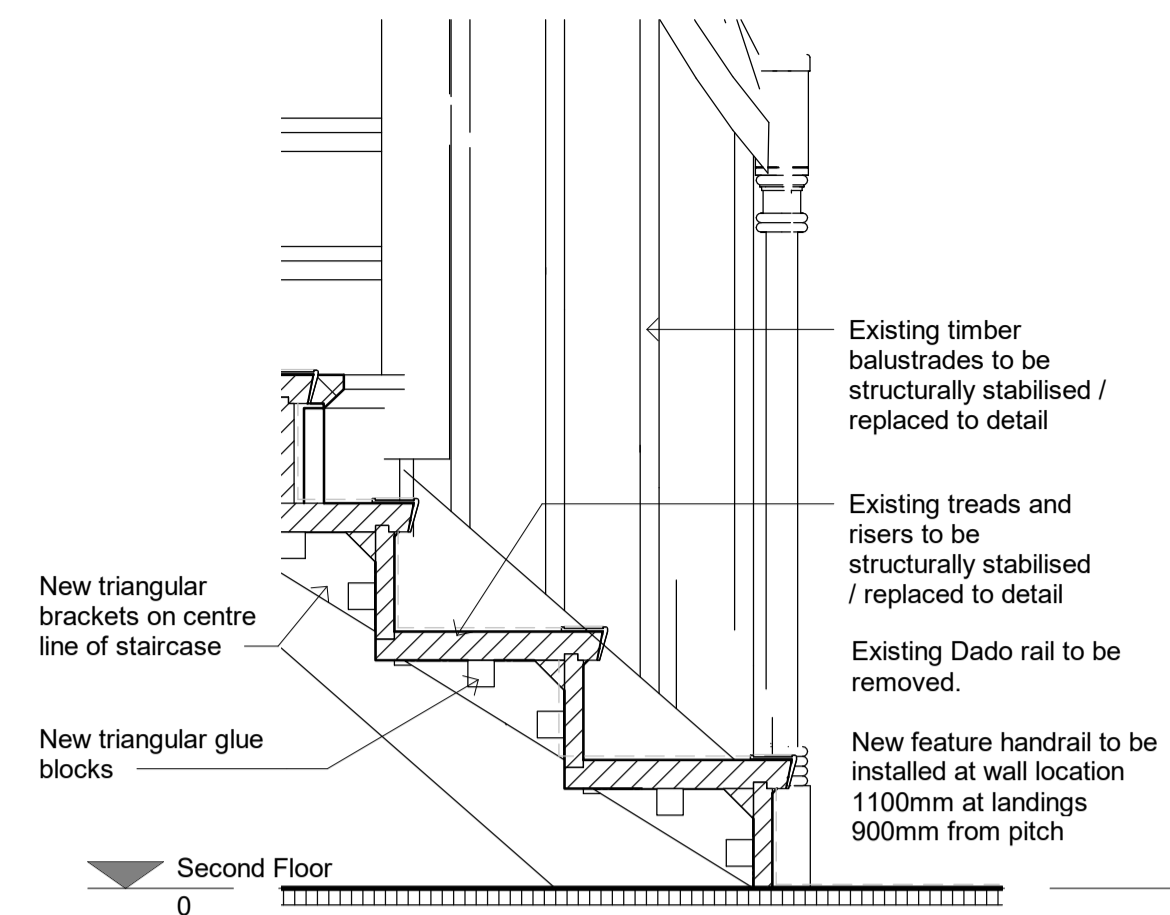 Existing timber
balustrades to be
structurally stabilised /
replaced to detail
Existing treads and
risers to be
structurally stabilised
/ replaced to detail
New triangular
brackets on centre
line of staircase
Existing Dado rail to be
removed.
New triangular glue
blocks
New feature handrail to be
installed at wall location
1100mm at landings
900mm from pitch
Second Floor
0